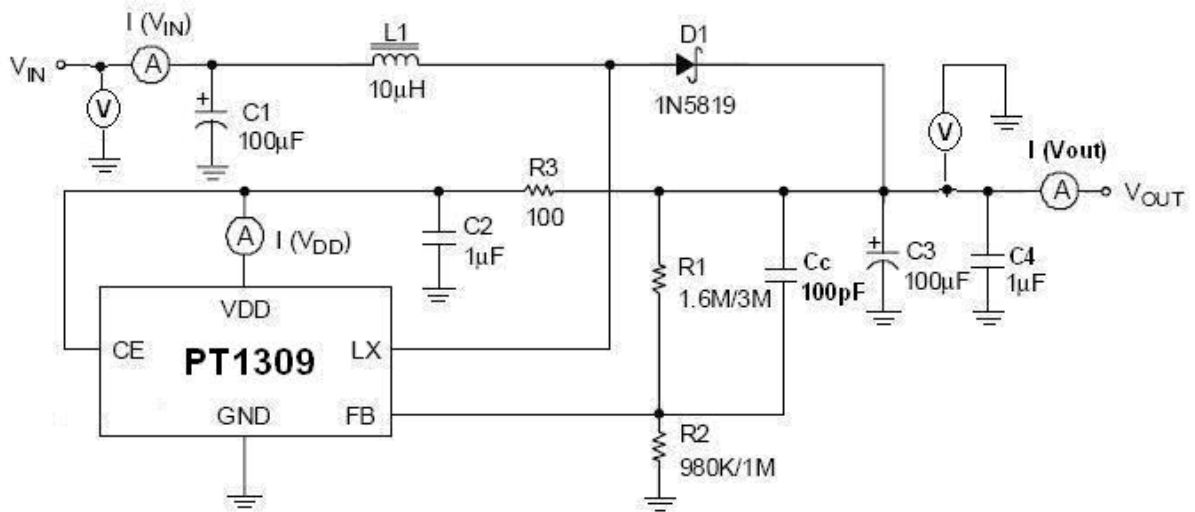 I (VIN)
VIN
A
V
C1
100μF
+
L1
10μH
D1
1N5819
V
I (Vout)
A
VOUT
R3
100
C2
1μF
A
I (VDD)
R1
1.6M/3M
Cc
100pF
+
C3
100μF
C4
1μF
VDD
CE
LX
PT1309
GND
FB
R2
980K/1M